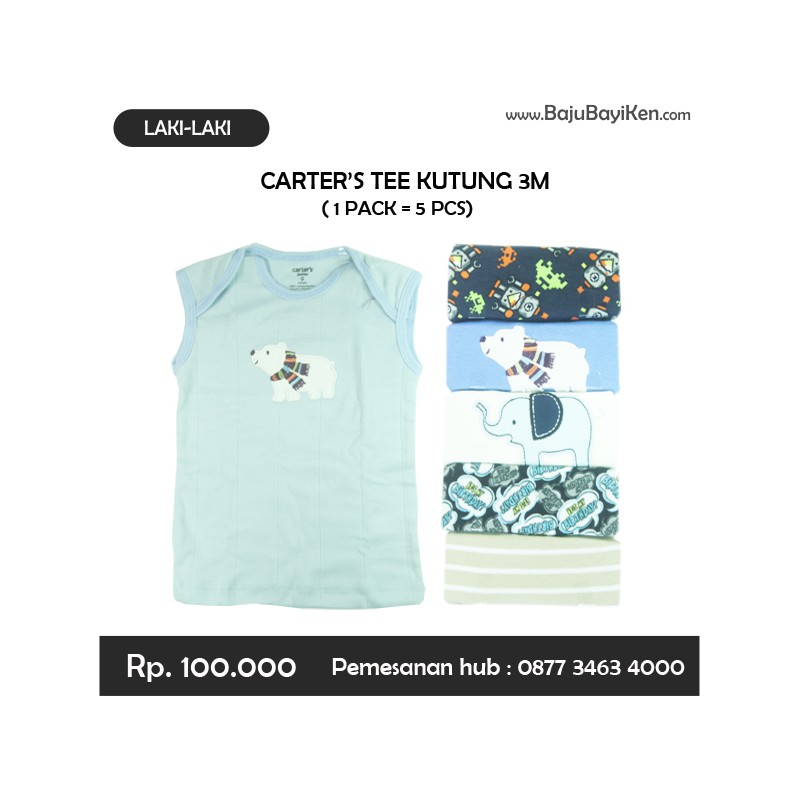 LAKI-LAKI
www.BajuBayiKen.com
CARTER'S TEE KUTUNG 3M
( 1 PACK = 5 PCS)
carter's
Rp. 100.000
Pemesanan hub : 0877 3463 4000